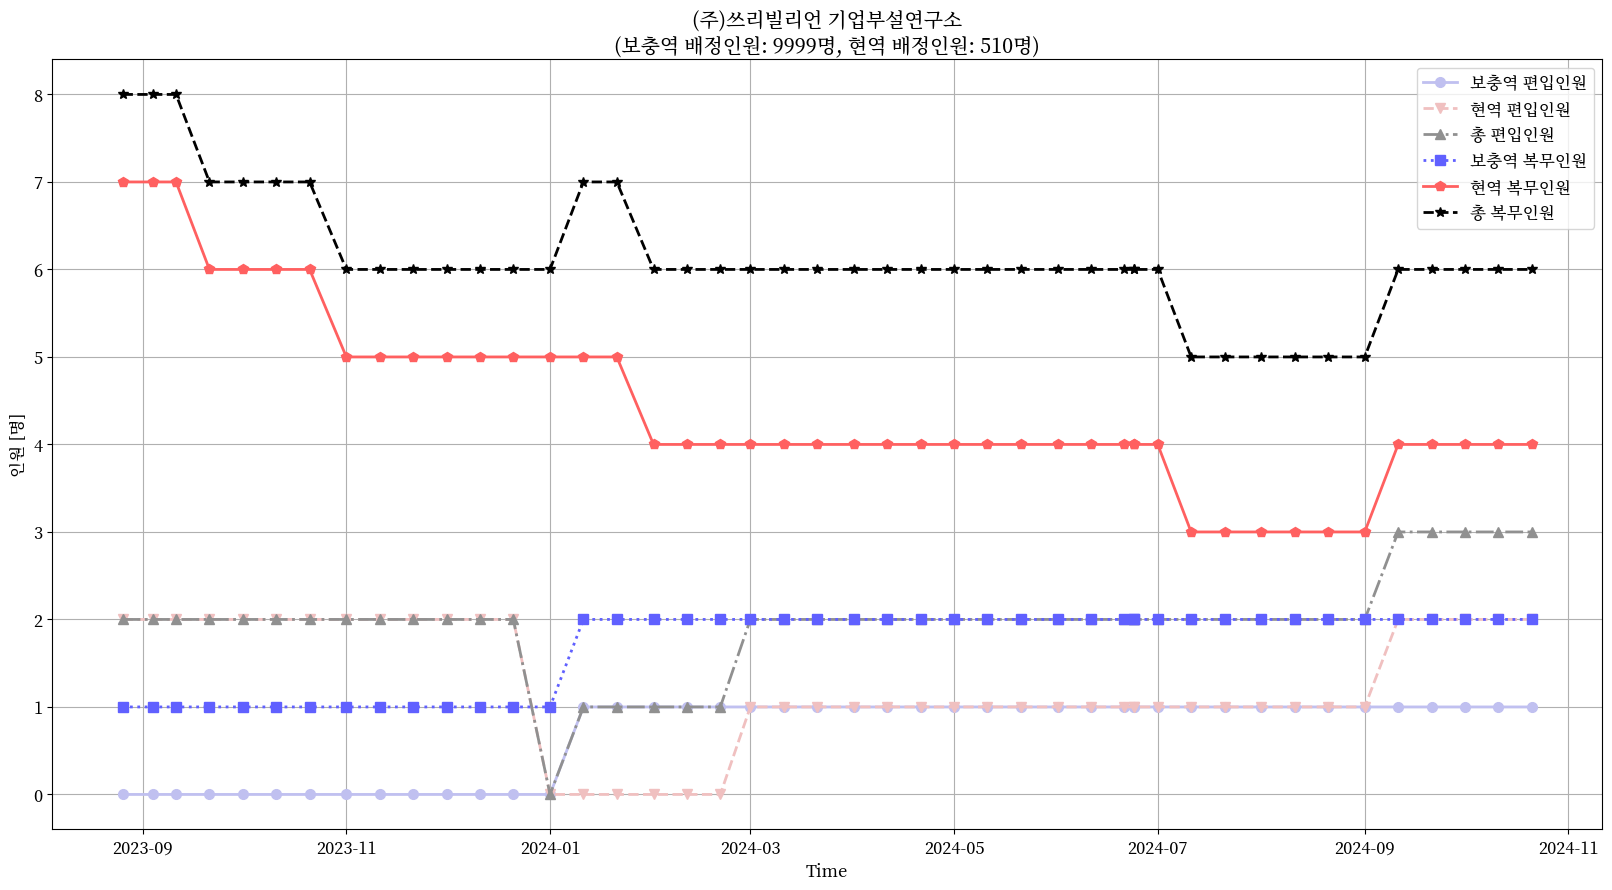 (주)쓰리빌리언 기업부설연구소
(보충역 배정인원: 9999명, 현역 배정인원: 510명)
보충역 편입인원
현역 편입인원
총 편입인원
보충역 복무인원
현역 복무인원
총 복무인원
인원 [명]
8
7
6
5
4
3
2
1
0
2023-09
2023-11
2024-01
2024-03
2024-05
2024-07
2024-09
2024-11
Time